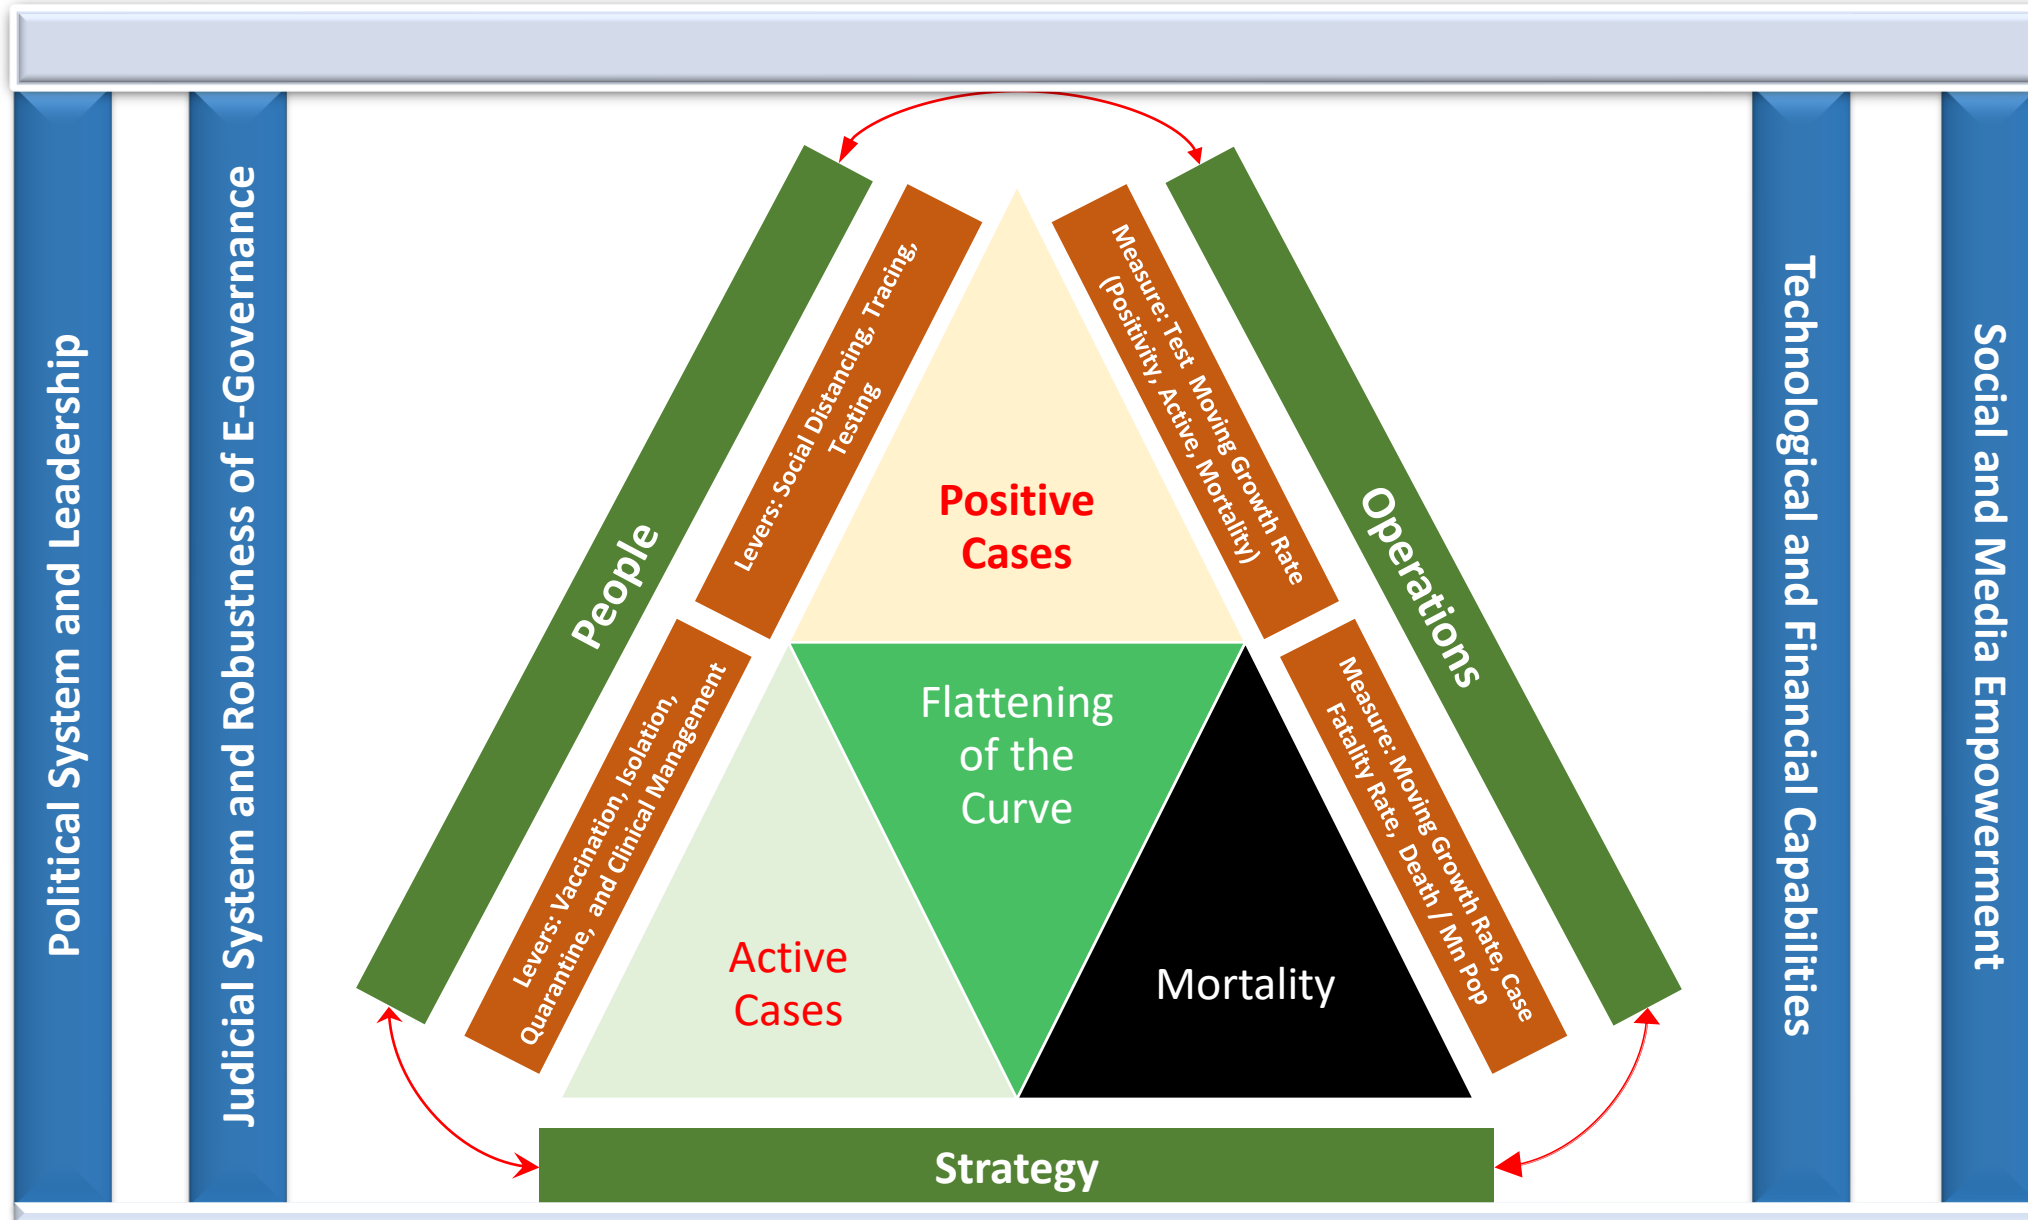 Political System and Leadership
Judicial System and Robustness of E-Governance
People
Levers: Social Distancing, Tracing,
Testing
Levers: Vaccination, Isolation,
Quarantine, and Clinical Management
Positive
Cases
Flattening
of the
Curve
Active
Cases
Mortality
Measure: Test Moving Growth Rate
(Positivity, Active, Mortality)
Measure: Moving Growth Rate, Case
Fatality Rate, Death / Mn Pop
Operations
Strategy
Technological and Financial Capabilities
Social and Media Empowerment